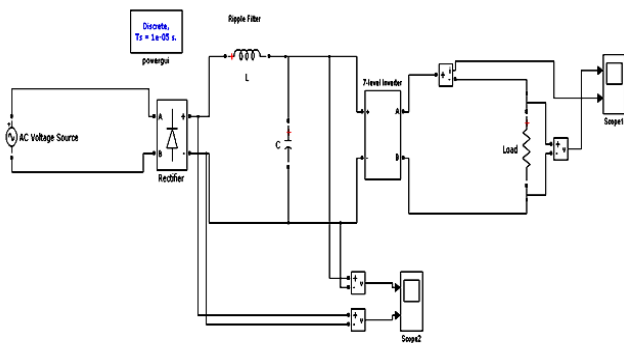 Discrete,
Ts = 1e-05 s.
powergui
Ripple Filter
L
C
7-level inverter
A
B
+
-
AC Voltage Source
A
B
+
-
Rectifier
+
-
i
Load
+
-
v
Scope1
+
-
v
+
-
v
Scope2